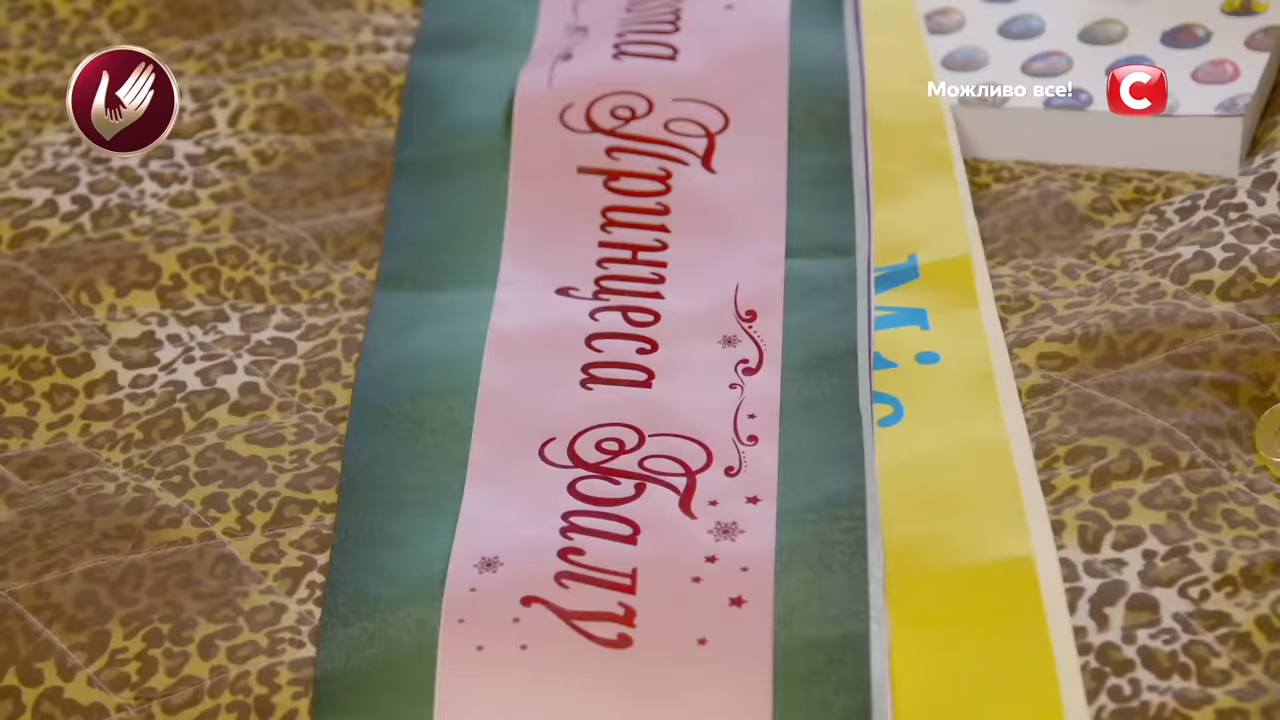 Можливо все!
Принцеса Балу
Міс